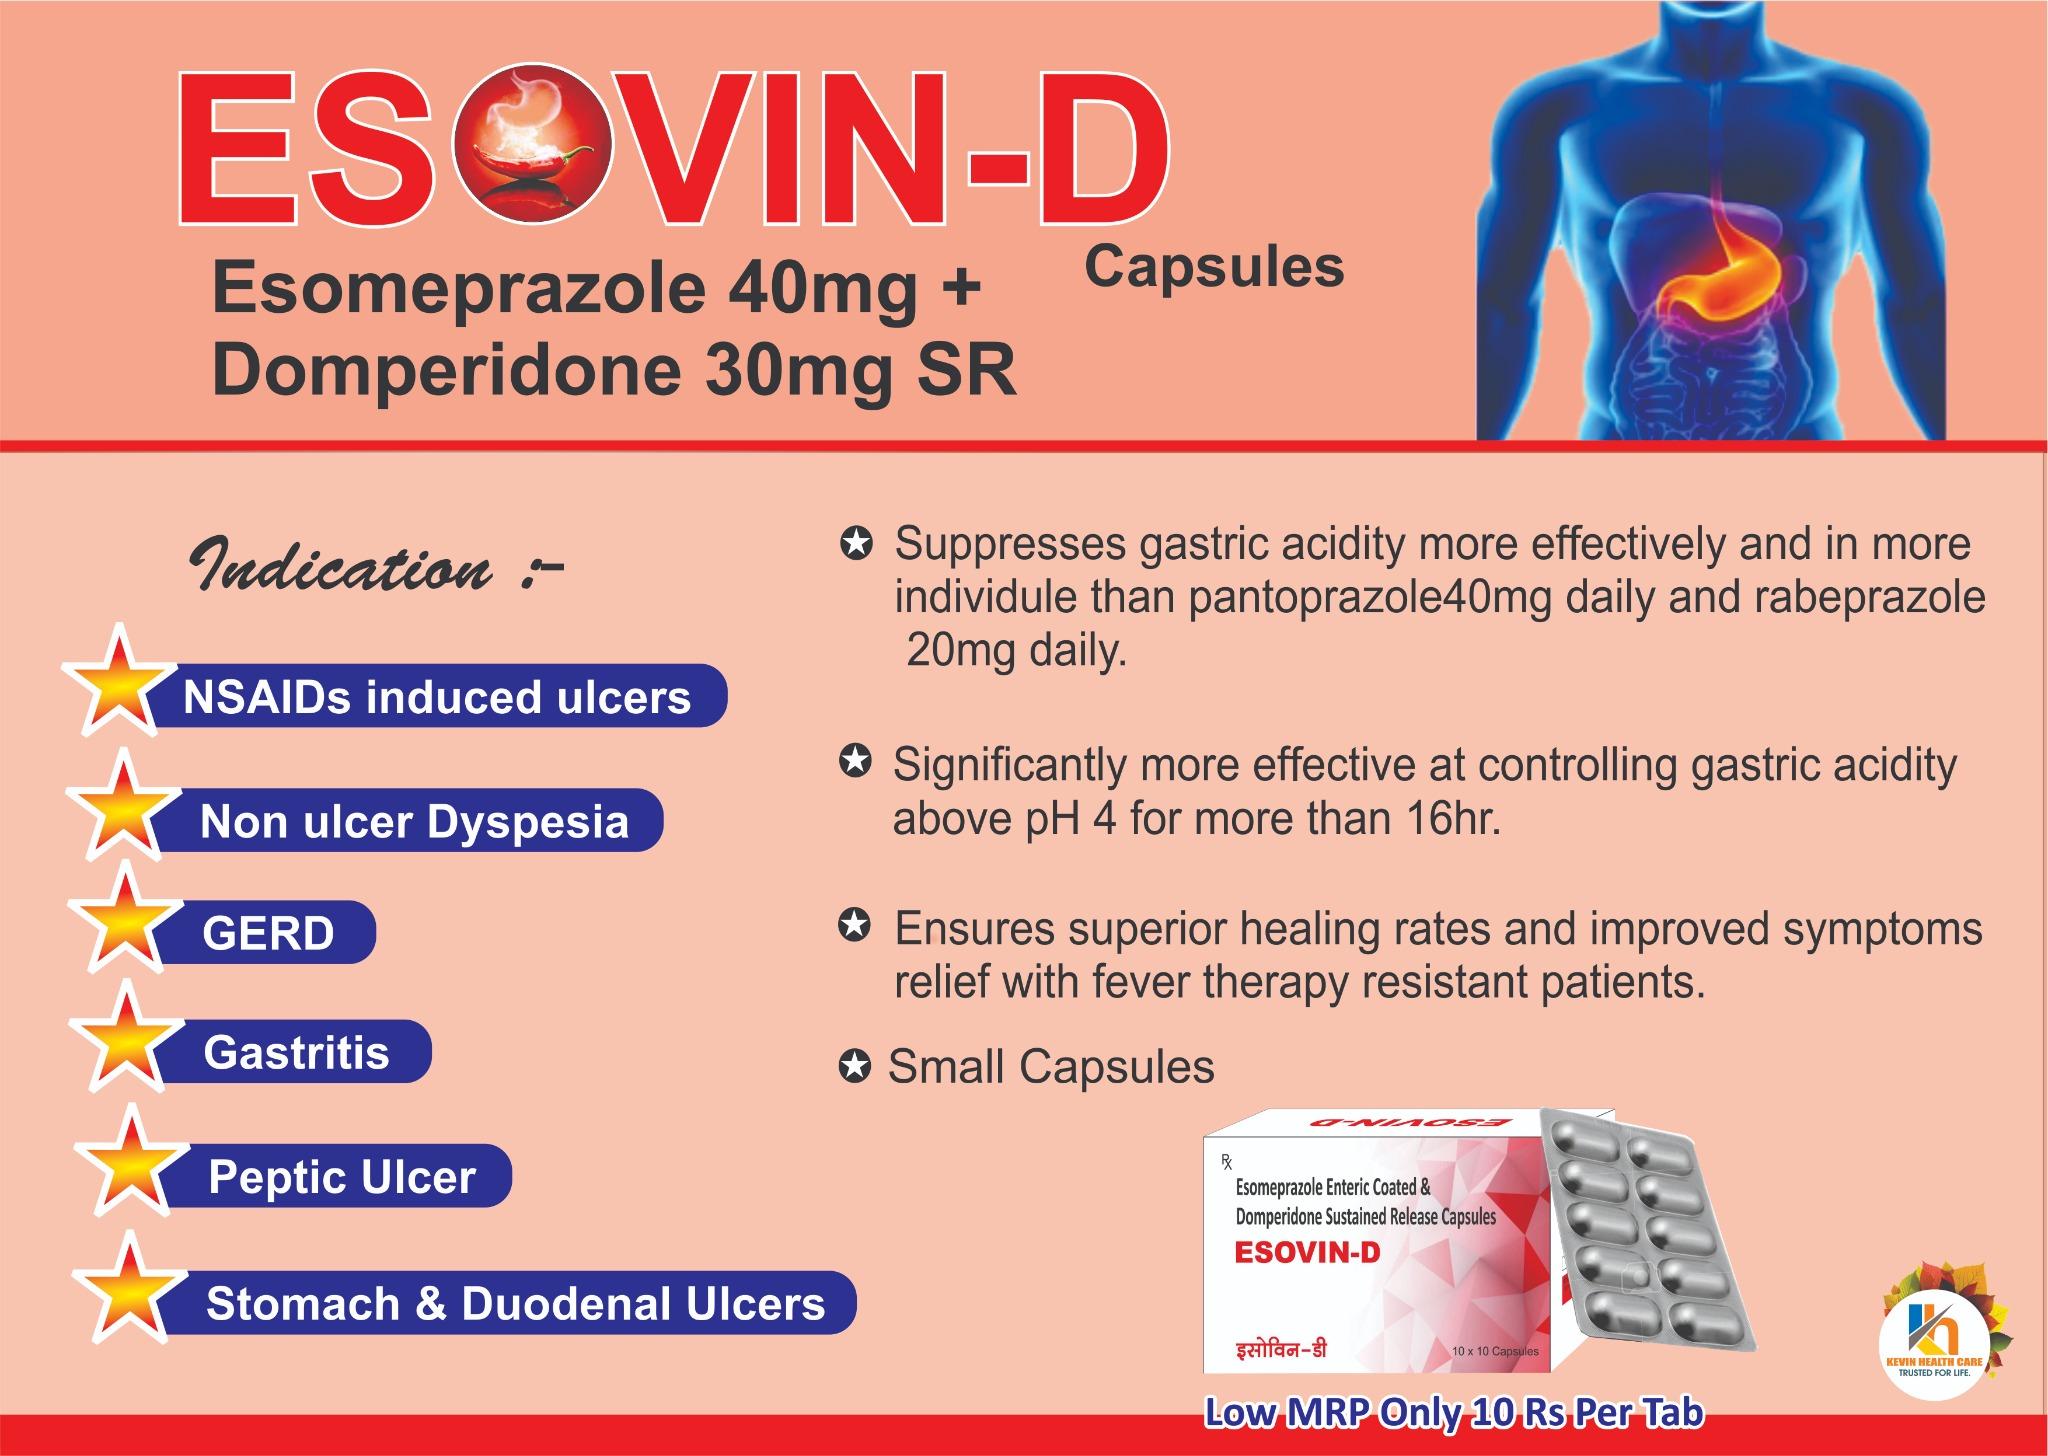 ESOVIN-D
Capsules
Esomeprazole 40mg +
Domperidone 30mg SR
Indication :-
NSAIDs induced ulcers
Non ulcer Dyspesia
GERD
Gastritis
Peptic Ulcer
Stomach & Duodenal Ulcers
Suppresses gastric acidity more effectively and in more
individule than pantoprazole40mg daily and rabeprazole
20mg daily.
Significantly more effective at controlling gastric acidity
above pH 4 for more than 16hr.
Ensures superior healing rates and improved symptoms
relief with fever therapy resistant patients.
Small Capsules
ESOVIN-D
Rx
Esomeprazole Enteric Coated &
Domperidone Sustained Release Capsules
ESOVIN-D
इसोविन-डी
10 x 10 Capsules
Low MRP Only 10 Rs Per Tab
kh
KEVIN HEALTH CARE
TRUSTED FOR LIFE.